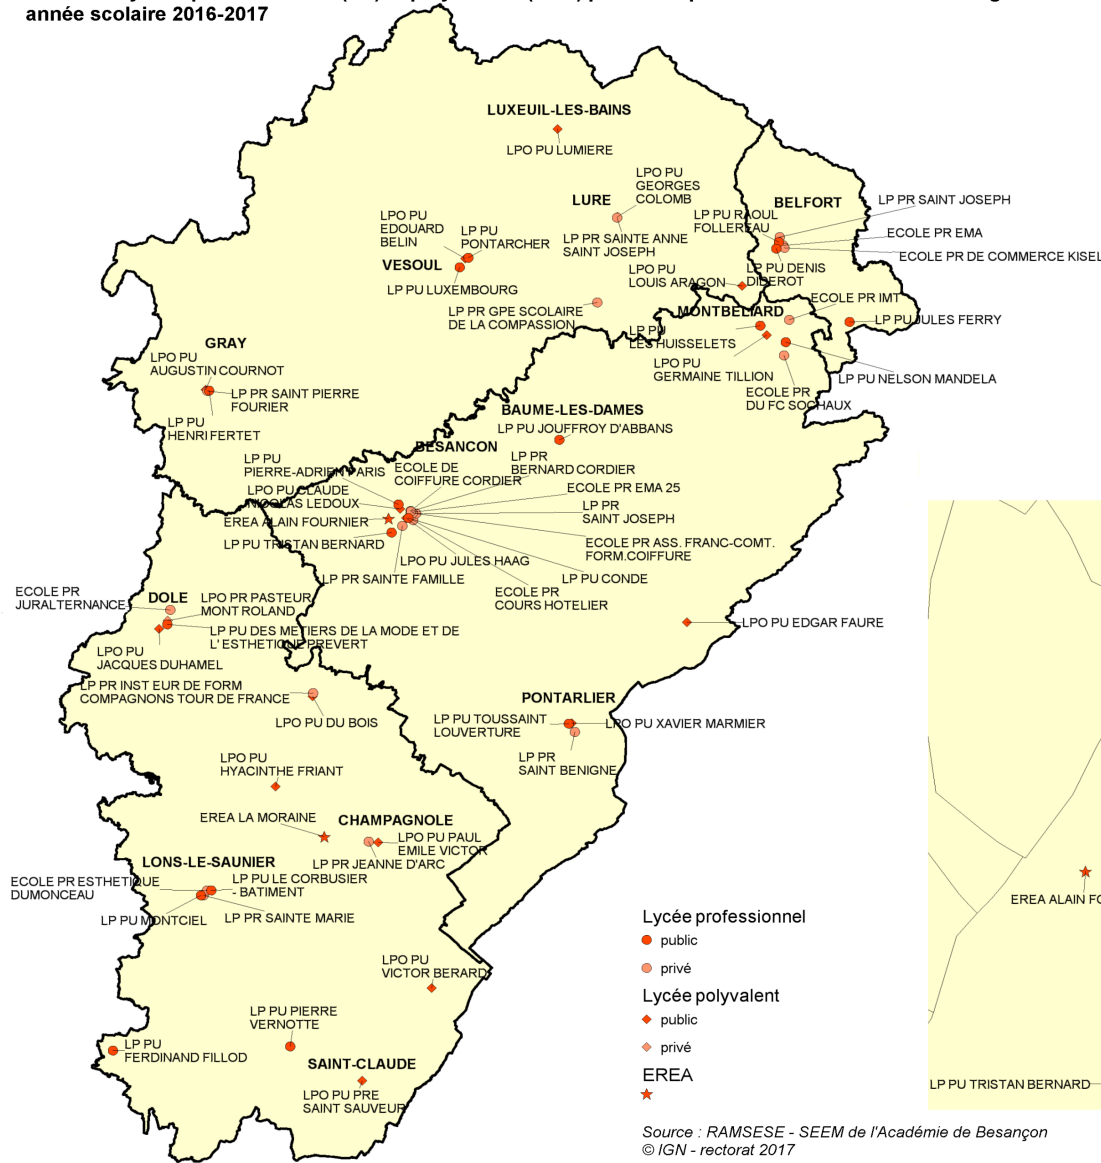 année scolaire 2016-2017
LUXEUIL-LES-BAINS
LPO PU LUMIERE
LPO PU
GEORGES
COLOMB
LURE
LP PR SAINTE ANNE
SAINT JOSEPH
LP PU RAOUL
FOLLEREAU
BELFORT
LP PR SAINT JOSEPH
ECOLE PR EMA
ECOLE PR DE COMMERCE KISEL
LP PU DENIS
DIDEROT
LPO PU
EDOUARD
BELIN
LP PU
PONTARCHER
VESOUL
LP PU LUXEMBOURG
LPO PU
LOUIS ARAGON
LP PR GPE SCOLAIRE
DE LA COMPASSION
MONTBELIARD
ECOLE PR IMT
LP PU JULES FERRY
LP PU
LES HUISSELETS
LPO PU
GERMAINE TILLION
LP PU NELSON MANDELA
ECOLE PR
DU FC SOCHAUX
GRAY
LPO PU
AUGUSTIN COURNOT
LP PR SAINT PIERRE
FOURIER
LP PU
HENRI FERTET
BAUME-LES-DAMES
LP PU JOUFFROY D'ABBANS
BESANCON
LP PU
PIERRE-ADRIEN PARIS
ECOLE DE
COIFFURE CORDIER
LP PR
BERNARD CORDIER
ECOLE PR EMA 25
LPO PU CLAUDE
NICOLAS LEDOUX
LP PR
SAINT JOSEPH
EREA ALAIN FOURNIER
LP PU TRISTAN BERNARD
ECOLE PR ASS. FRANC-COMT.
FORM.COIFFURE
LPO PU JULES HAAG
LP PR SAINTE FAMILLE
LP PU CONDE
ECOLE PR
COURS HOTELIER
ECOLE PR
JURALTERNANCE
DOLE
LPO PR PASTEUR
MONT ROLAND
LP PU DES METIERS DE LA MODE ET DE
L' ESTHETIQUE PREVERT
LPO PU
JACQUES DUHAMEL
LPO PU EDGAR FAURE
LP PR INST EUR DE FORM
COMPAGNONS TOUR DE FRANCE
LPO PU DU BOIS
PONTARLIER
LP PU TOUSSAINT
LOUVERTURE
LPO PU XAVIER MARMIER
LP PR
SAINT BENIGNE
LPO PU
HYACINTHE FRIANT
EREA LA MORAINE
CHAMPAGNOLE
LPO PU PAUL
EMILE VICTOR
LP PR JEANNE D'ARC
LONS-LE-SAUNIER
ECOLE PR ESTHETIQUE
DUMONCEAU
LP PU LE CORBUSIER
- BATIMENT
LP PU MONTCIEL
LP PR SAINTE MARIE
LPO PU
VICTOR BERARD
LP PU PIERRE
VERNOTTE
LP PU
FERDINAND FILLOD
SAINT-CLAUDE
LPO PU PRE
SAINT SAUVEUR
Lycée professionnel
public
privé
Lycée polyvalent
public
privé
EREA
Source : RAMSESE - SEEM de l'Académie de Besançon
© IGN - rectorat 2017
EREA ALAIN FO
LP PU TRISTAN BERNARD